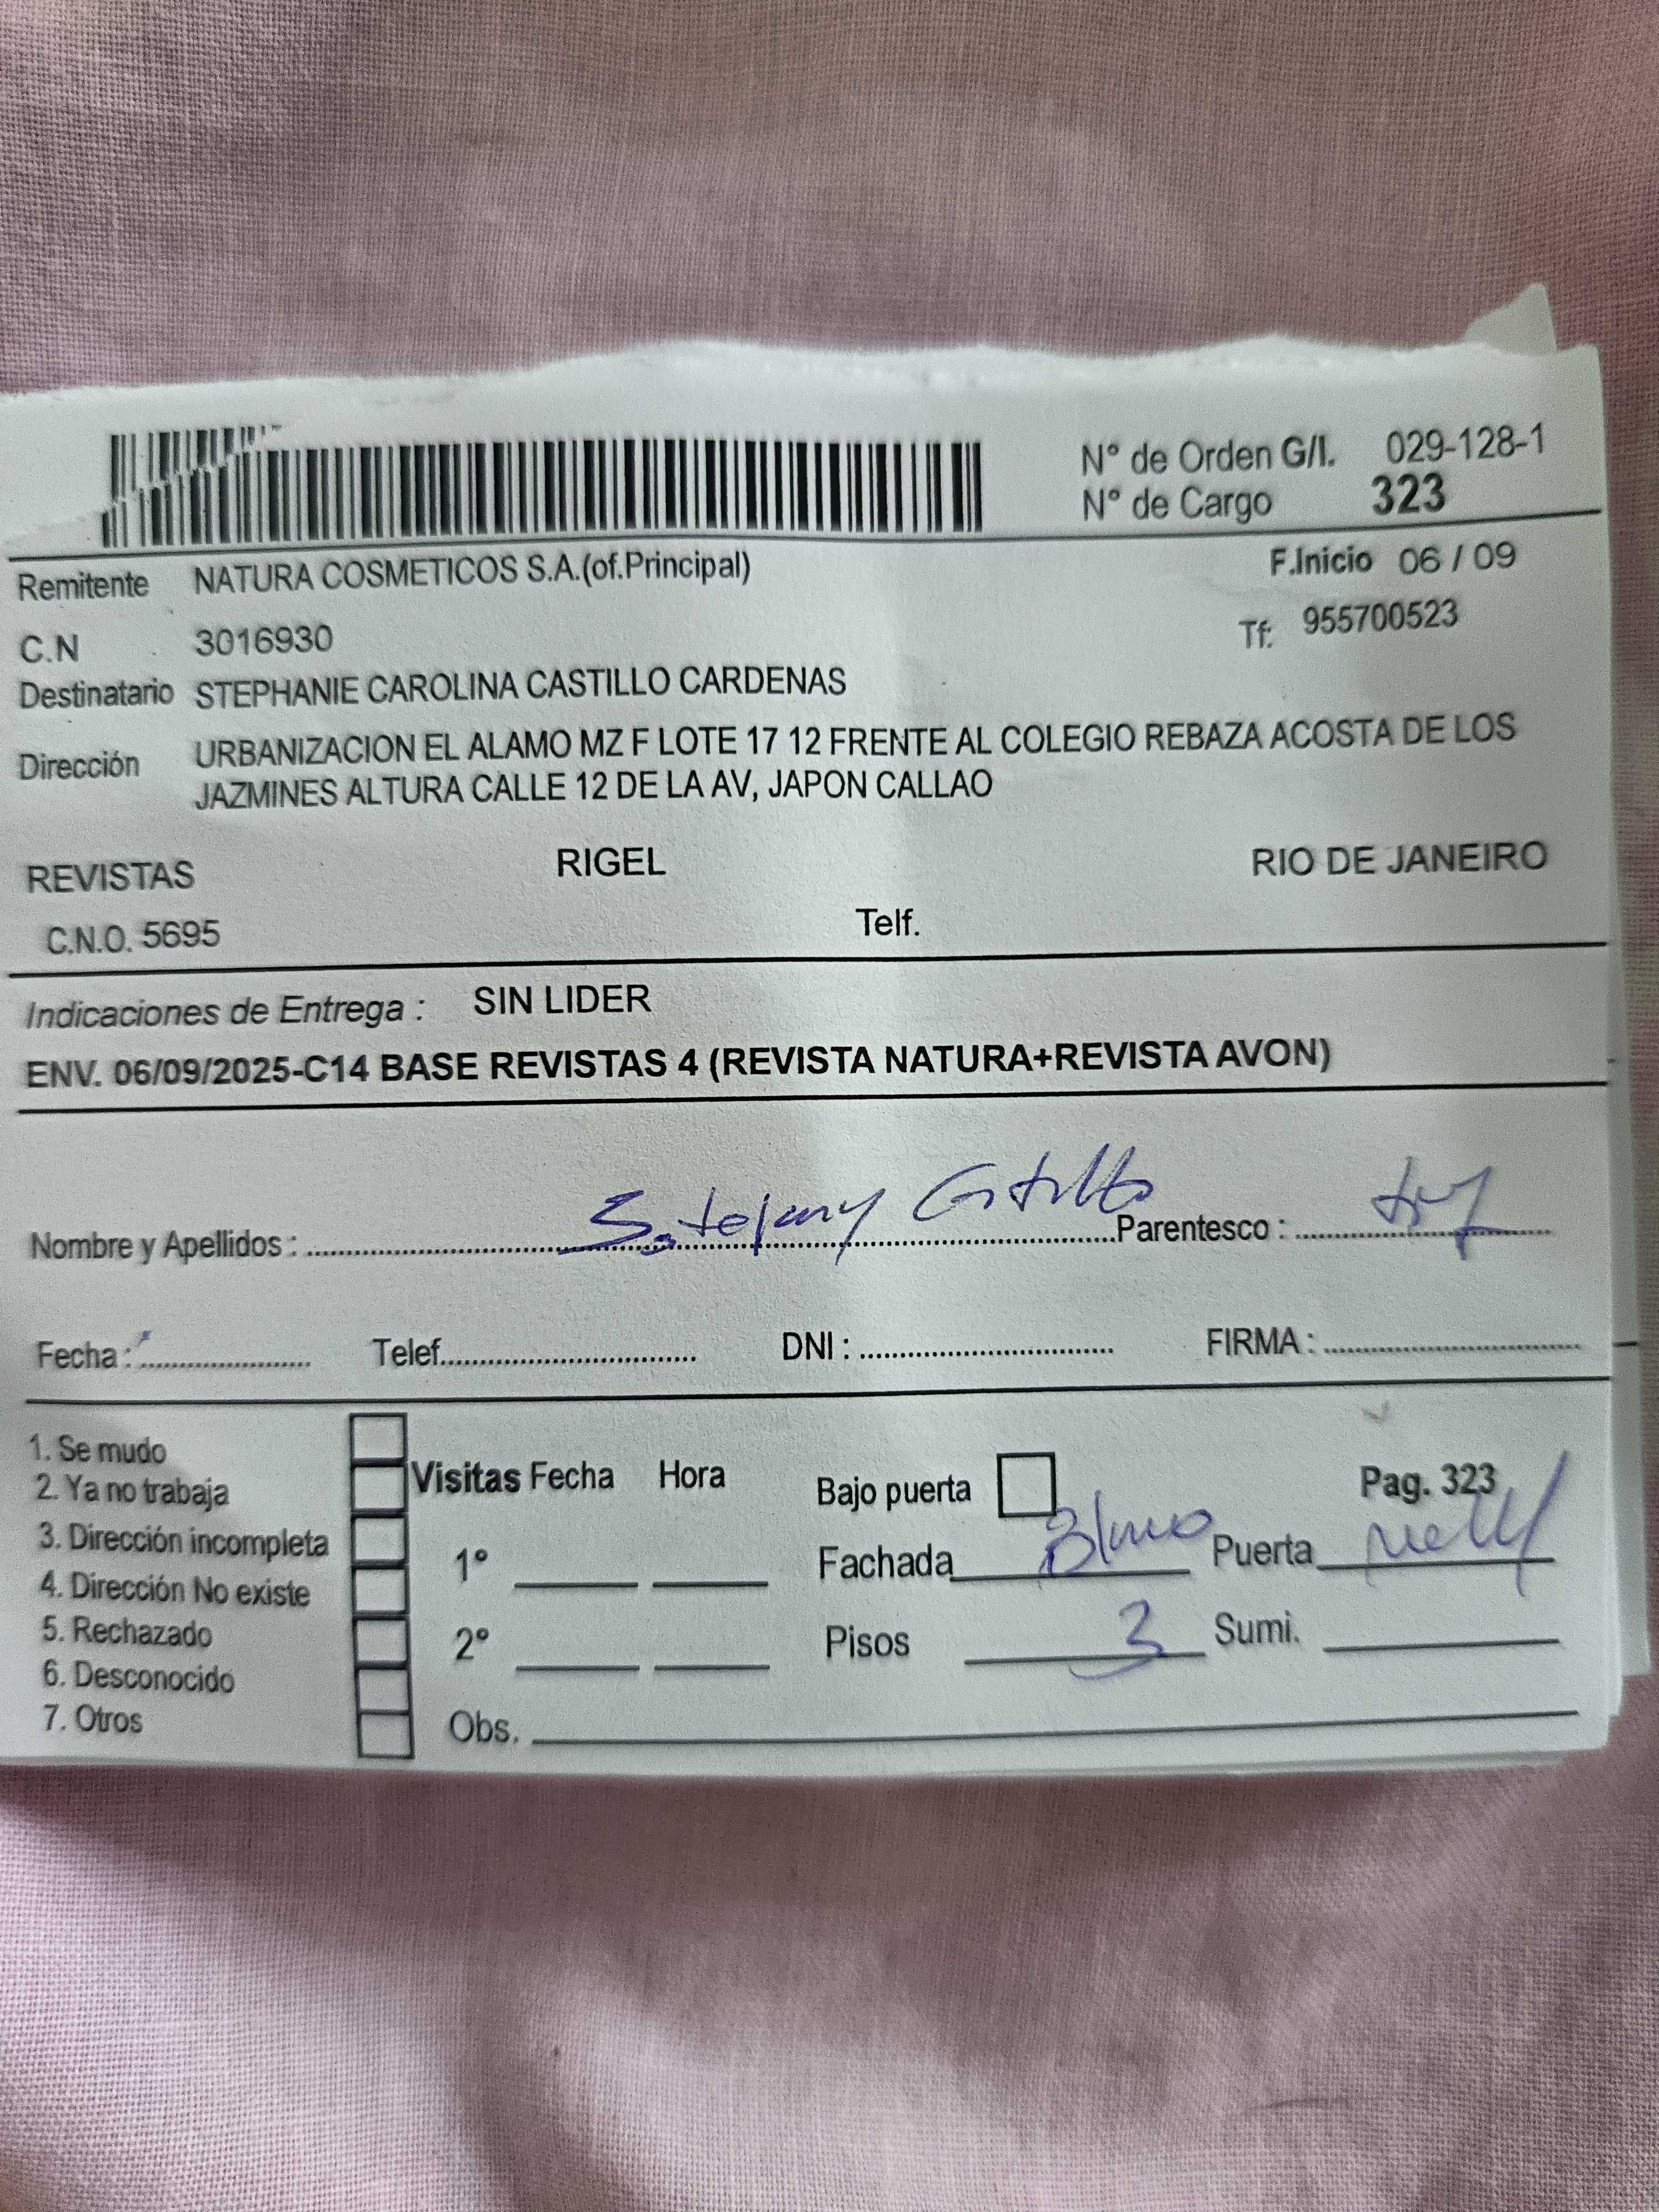 N° de Orden G/I. 029-128-1
N° de Cargo 323
Remitente NATURA COSMETICOS S.A.(of.Principal) F.Inicio 06 / 09
C.N 3016930 Tf: 955700523
Destinatario STEPHANIE CAROLINA CASTILLO CARDENAS
Dirección URBANIZACION EL ALAMO MZ F LOTE 17 12 FRENTE AL COLEGIO REBAZA ACOSTA DE LOS
JAZMINES ALTURA CALLE 12 DE LA AV, JAPON CALLAO
REVISTAS RIGEL RIO DE JANEIRO
C.N.O. 5695 Telf.
Indicaciones de Entrega : SIN LIDER
ENV. 06/09/2025-C14 BASE REVISTAS 4 (REVISTA NATURA+REVISTA AVON)
Nombre y Apellidos : Castillo Parentesco :
Fecha : Telef. DNI : FIRMA :
1. Se mudo
2. Ya no trabaja
3. Dirección incompleta
4. Dirección No existe
5. Rechazado
6. Desconocido
7. Otros
Visitas Fecha Hora
1°
2°
Obs.
Bajo puerta Pag. 323
Fachada Puerta
Pisos 3 Sumi.